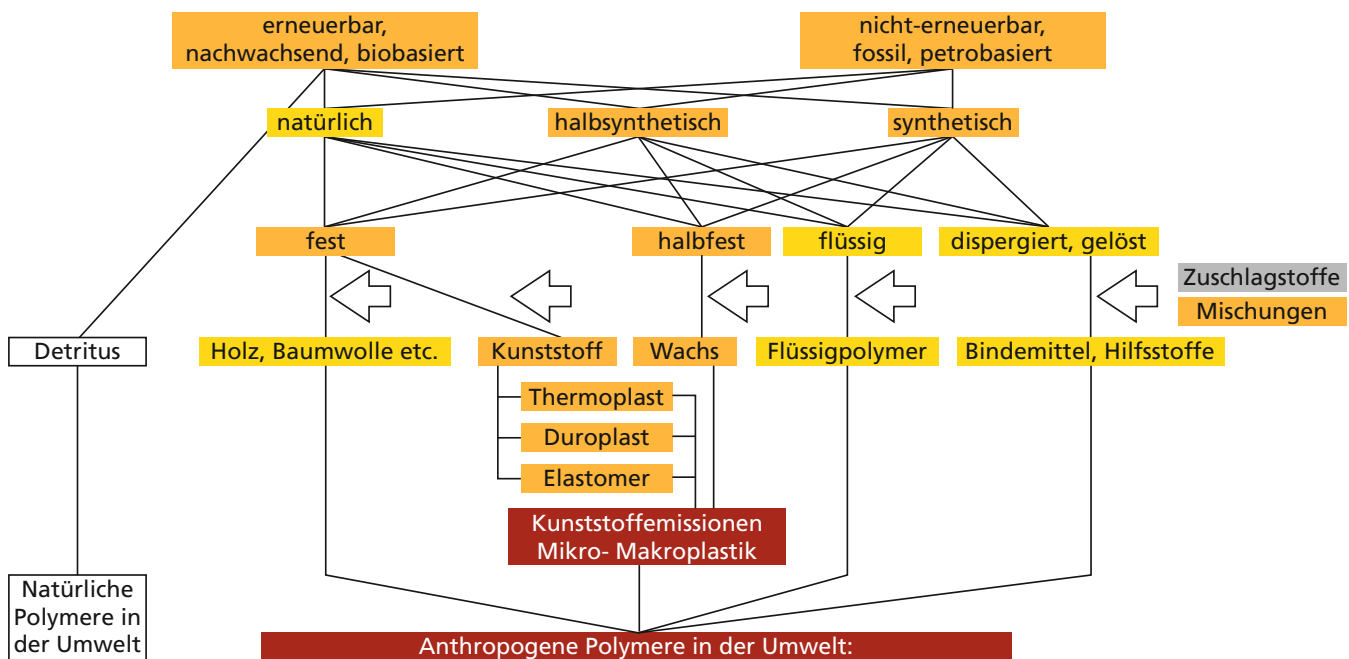 erneuerbar,
nachwachsend, biobasiert
nicht-erneuerbar,
fossil, petrobasiert
natürlich
halbsynthetisch
synthetisch
fest
halbfest
flüssig
dispergiert, gelöst
Zuschlagstoffe
Mischungen
Detritus
Holz, Baumwolle etc.
Kunststoff
Wachs
Flüssigpolymer
Bindemittel, Hilfsstoffe
Thermoplast
Duroplast
Elastomer
Kunststoffemissionen
Mikro- Makroplastik
Natürliche
Polymere in
der Umwelt
Anthropogene Polymere in der Umwelt: